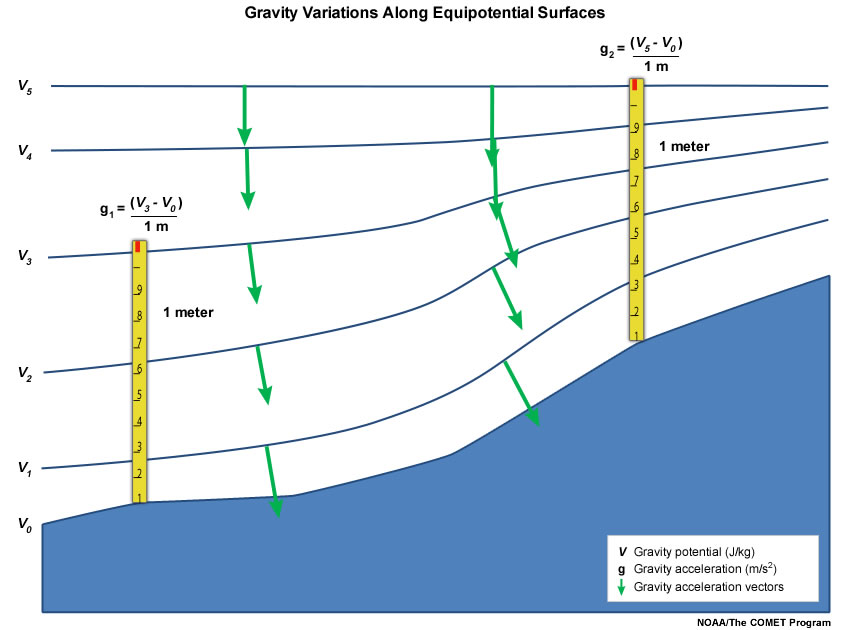 Gravity Variations Along Equipotential Surfaces
g2 = (V5 - V0)
1 m
V5
V4
.9
.8
1 meter
.7
.6
.5
.4
.3
.2
.1
g1 = (V3 - V0)
1 m
V3
.9
.8
1 meter
.7
.6
.5
.4
.3
.2
.1
V2
V1
V0
V Gravity potential (J/kg)
g Gravity acceleration (m/s²)
Gravity acceleration vectors
NOAA/The COMET Program